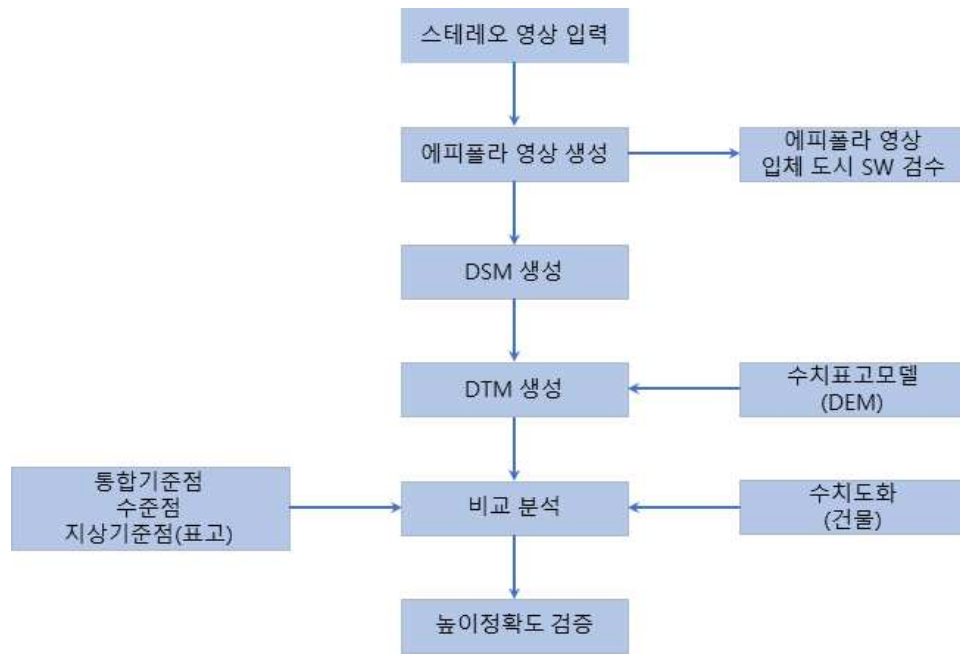 스테레오 영상 입력
에피폴라 영상 생성
에피폴라 영상
입체 도시 SW 검수
DSM 생성
DTM 생성
수치표고모델
(DEM)
통합기준점
수준점
지상기준점(표고)
비교 분석
수치도화
(건물)
높이정확도 검증